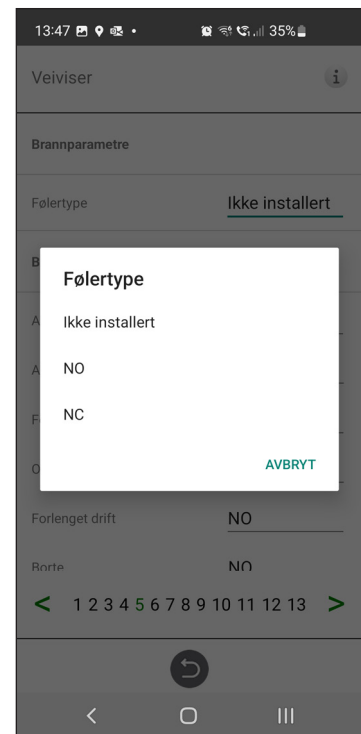 13:47 35%
Veiviser i
Brannparametre
Følertype Ikke installert
B
Følertype
Ikke installert
A
NO
A
NC
F
O
AVBRYT
Forlenget drift NO
Borte NO
< 1 2 3 4 5 6 7 8 9 10 11 12 13 >